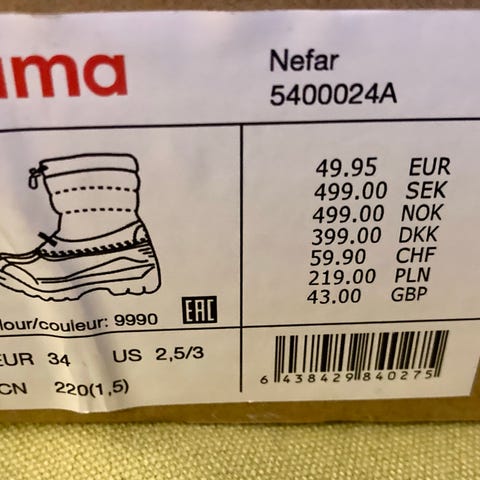 ıma
Nefar
5400024A
49.95 EUR
499.00 SEK
499.00 NOK
399.00 DKK
59.90 CHF
219.00 PLN
43.00 GBP
lour/couleur: 9990
EAC
EUR 34 US 2,5/3
CN 220(1,5)
6 438429 840275